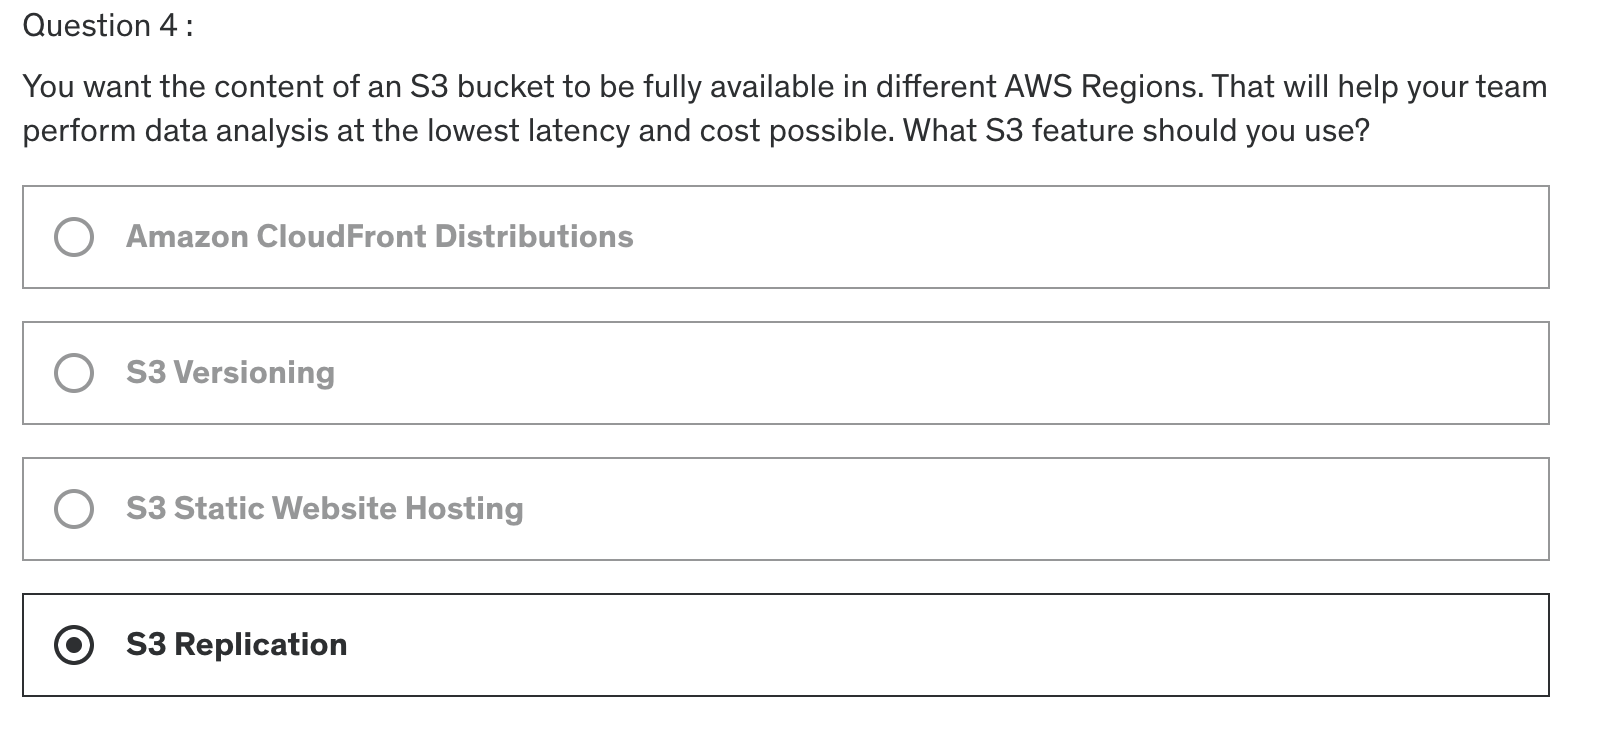 Question 4 :
You want the content of an S3 bucket to be fully available in different AWS Regions. That will help your team
perform data analysis at the lowest latency and cost possible. What S3 feature should you use?
Amazon CloudFront Distributions
S3 Versioning
S3 Static Website Hosting
S3 Replication